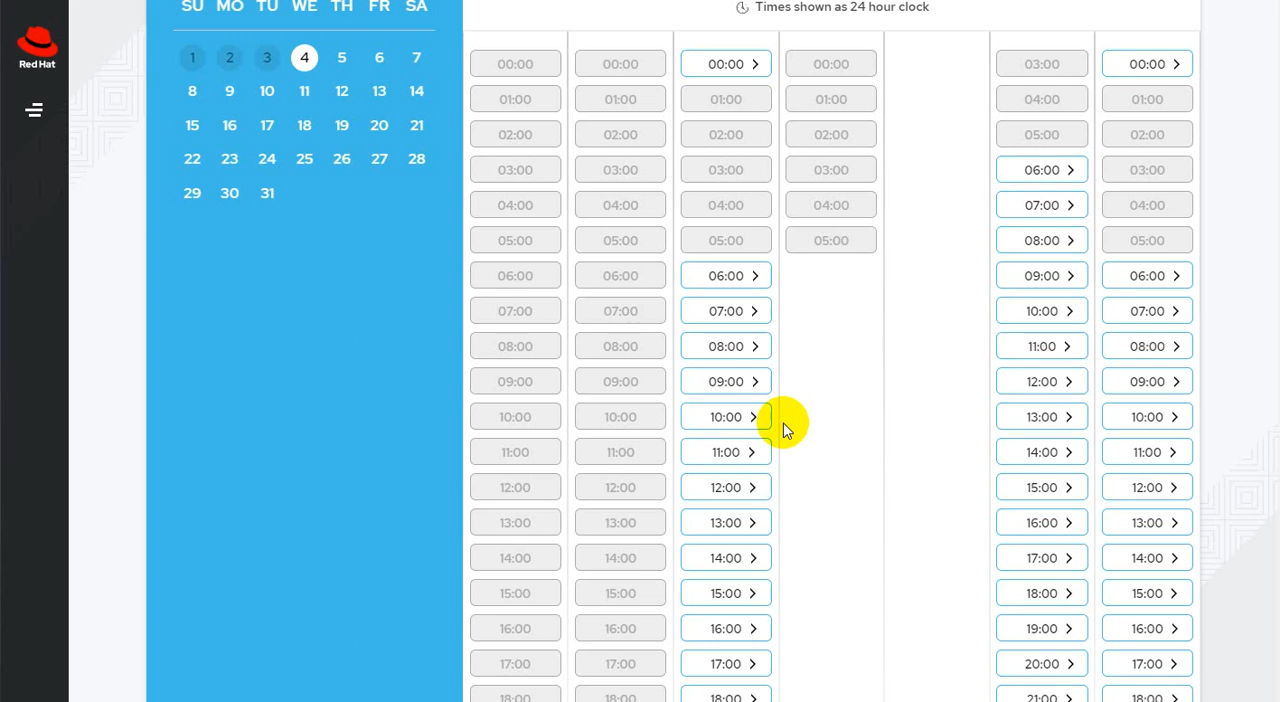 SU MO TU WE TH FR SA
Times shown as 24 hour clock
Red Hat
1 2 3 4 5 6 7
8 9 10 11 12 13 14
15 16 17 18 19 20 21
22 23 24 25 26 27 28
29 30 31
00:00 00:00 00:00 00:00 03:00 00:00
01:00 01:00 01:00 01:00 04:00 01:00
02:00 02:00 02:00 02:00 05:00 02:00
03:00 03:00 03:00 03:00 06:00 03:00
04:00 04:00 04:00 04:00 07:00 04:00
05:00 05:00 05:00 05:00 08:00 05:00
06:00 06:00 06:00 09:00 06:00
07:00 07:00 07:00 10:00 07:00
08:00 08:00 08:00 11:00 08:00
09:00 09:00 09:00 12:00 09:00
10:00 10:00 10:00 13:00 10:00
11:00 11:00 11:00 14:00 11:00
12:00 12:00 12:00 15:00 12:00
13:00 13:00 13:00 16:00 13:00
14:00 14:00 14:00 17:00 14:00
15:00 15:00 15:00 18:00 15:00
16:00 16:00 16:00 19:00 16:00
17:00 17:00 17:00 20:00 17:00
18:00 18:00 18:00 21:00 18:00